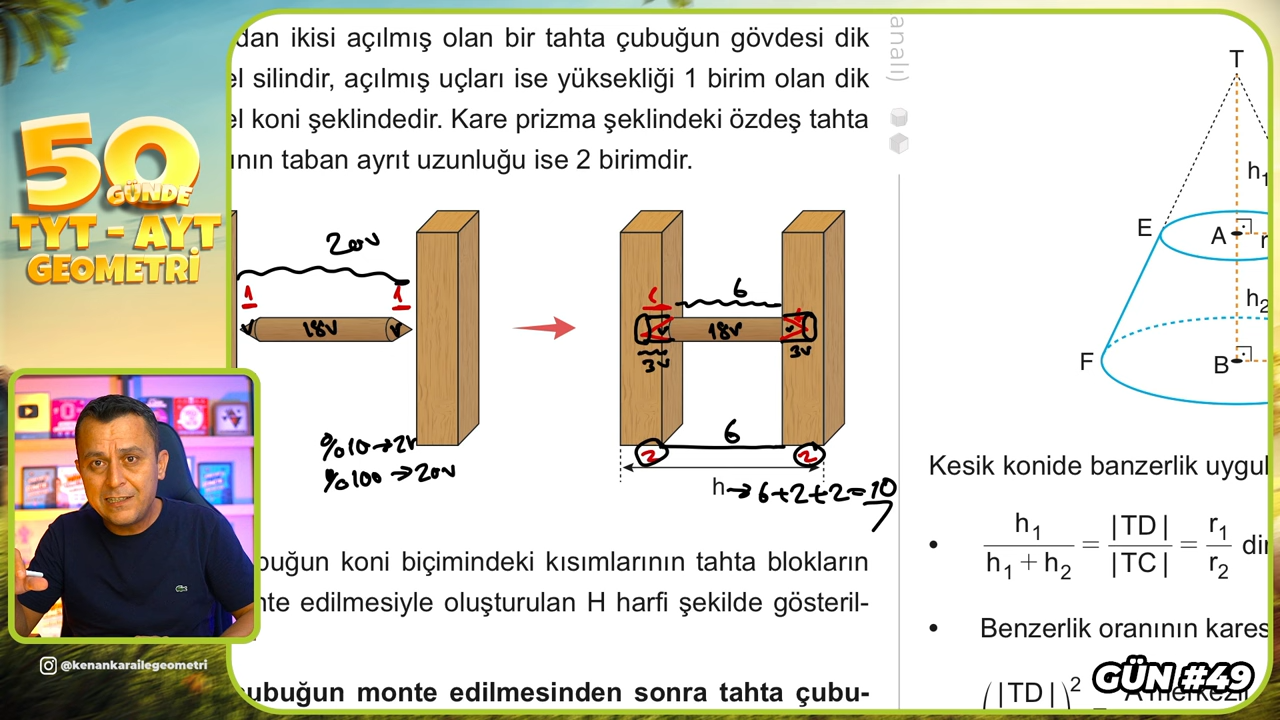 50
GÜNDE
TYT - AYT
GEOMETRİ
dan ikisi açılmış olan bir tahta çubuğun gövdesi dik
el silindir, açılmış uçları ise yüksekliği 1 birim olan dik
el koni şeklindedir. Kare prizma şeklindeki özdeş tahta
ının taban ayrıt uzunluğu ise 2 birimdir.
20v
1 1
v 18v v
%10→2v
%100→20v
6
1
v 18v v
3v 3v
6
2 2
h→6+2+2=10
buğun koni biçimindeki kısımlarının tahta blokların
nte edilmesiyle oluşturulan H harfi şekilde gösteril-
ubuğun monte edilmesinden sonra tahta çubu-
analı)
T
h₁
E A r
h₂
F B
Kesik konide banzerlik uygul
• h₁ / (h₁ + h₂) = |TD| / |TC| = r₁ / r₂ dir
• Benzerlik oranının kares
(|TD|)²
GÜN #49
@kenankarailegeometri